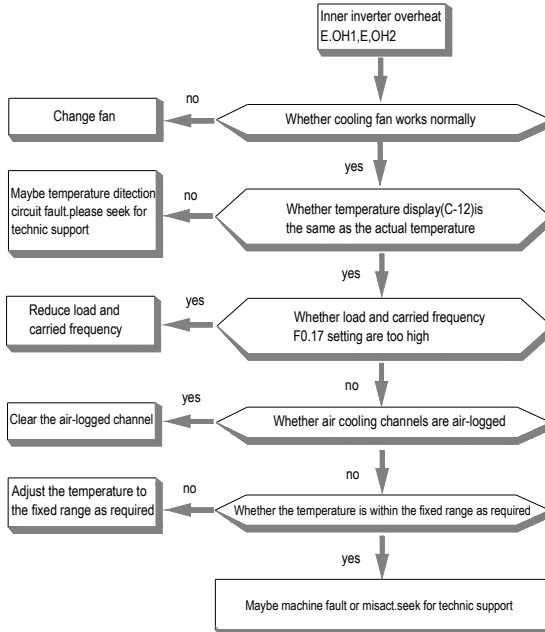 Inner inverter overheat
E.OH1,E,OH2
no
Change fan
Whether cooling fan works normally
yes
Maybe temperature ditection
circuit fault.please seek for
technic support
no
Whether temperature display(C-12)is
the same as the actual temperature
yes
Reduce load and
carried frequency
yes
Whether load and carried frequency
F0.17 setting are too high
no
Clear the air-logged channel
yes
Whether air cooling channels are air-logged
no
Adjust the temperature to
the fixed range as required
no
Whether the temperature is within the fixed range as required
yes
Maybe machine fault or misact.seek for technic support